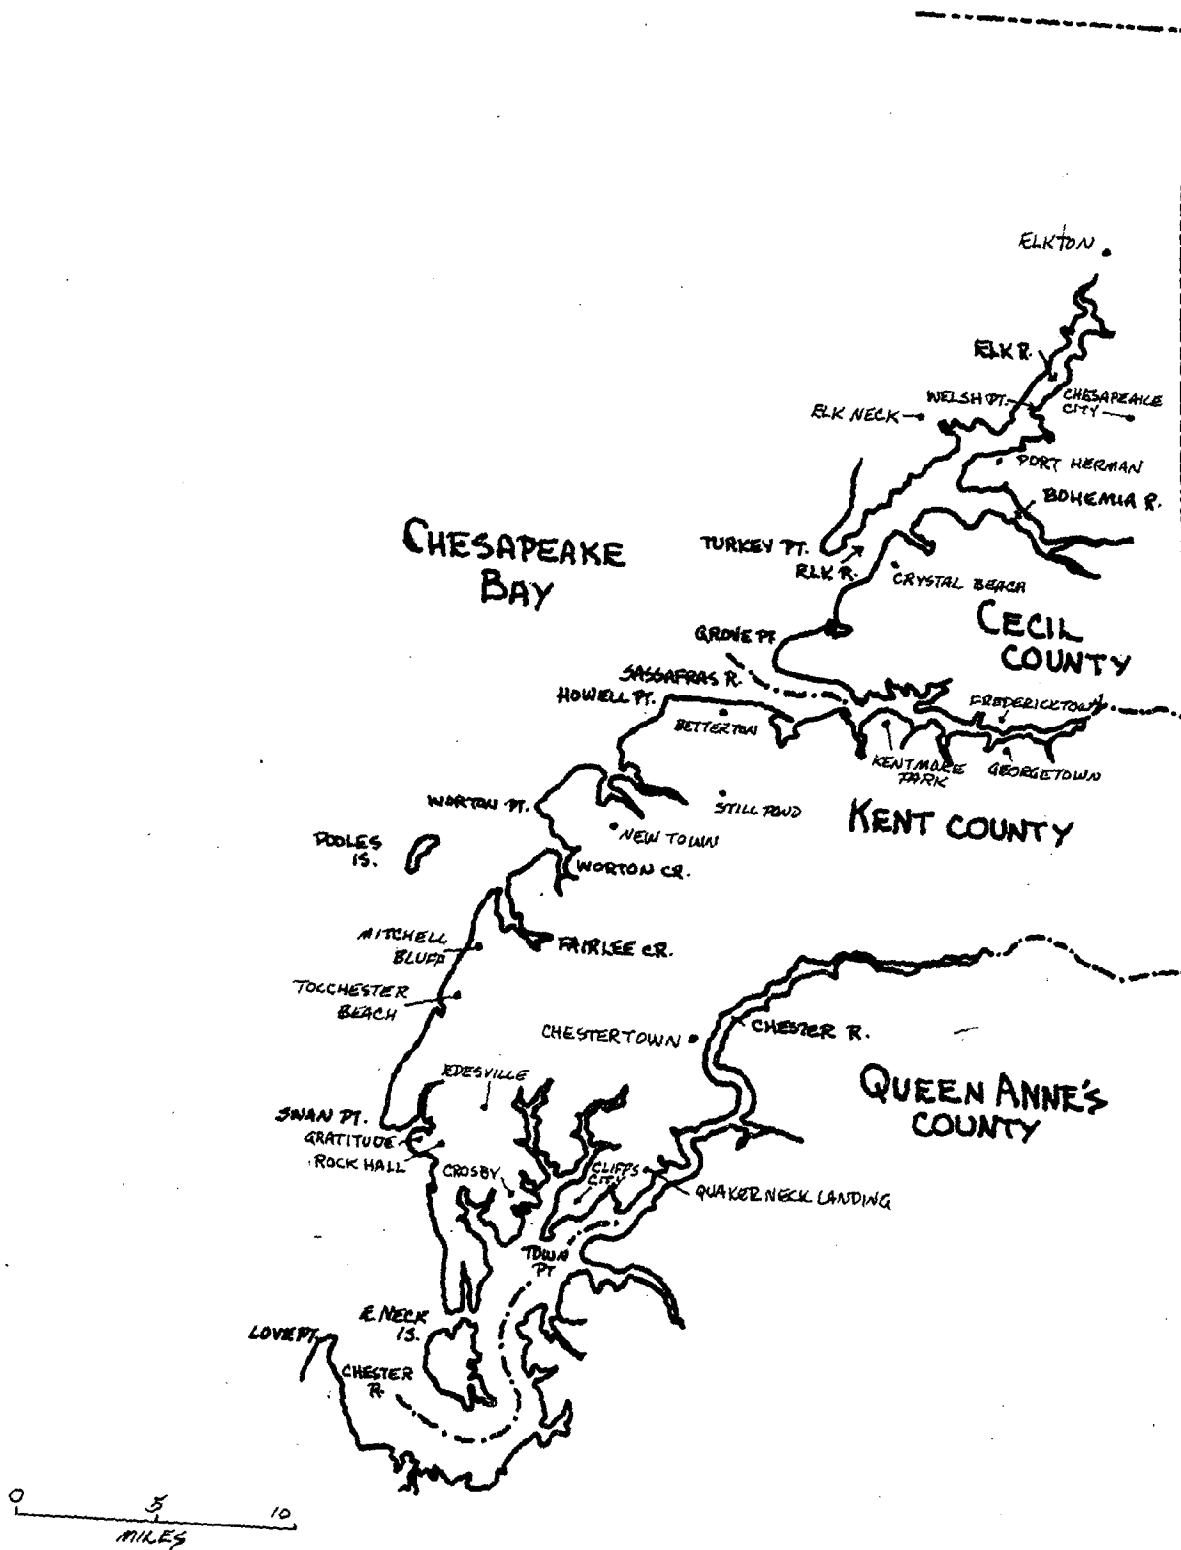 ELKTON
ELK R.
WELSH PT.
CHESAPEAKE
CITY
ELK NECK
PORT HERMAN
BOHEMIA R.
CHESAPEAKE
BAY
TURKEY PT.
ELK R.
CRYSTAL BEACH
CECIL
COUNTY
GROVE PT.
SASSAFRAS R.
HOWELL PT.
BETTERTON
FREDERICKTOWN
KENTMORE
PARK
GEORGETOWN
WORTON PT.
STILL POND
KENT COUNTY
NEW TOWN
POOLES
IS.
WORTON CR.
MITCHELL
BLUFF
FAIRLEE CR.
TOLCHESTER
BEACH
CHESTERTOWN
CHESTER R.
EDESVILLE
QUEEN ANNE'S
COUNTY
SWAN PT.
GRATITUDE
ROCK HALL
CROSBY
CLIFFS
CITY
QUAKER NECK LANDING
TOWN
PT
E. NECK
IS.
LOVE PT.
CHESTER
R.
0 5 10
MILES